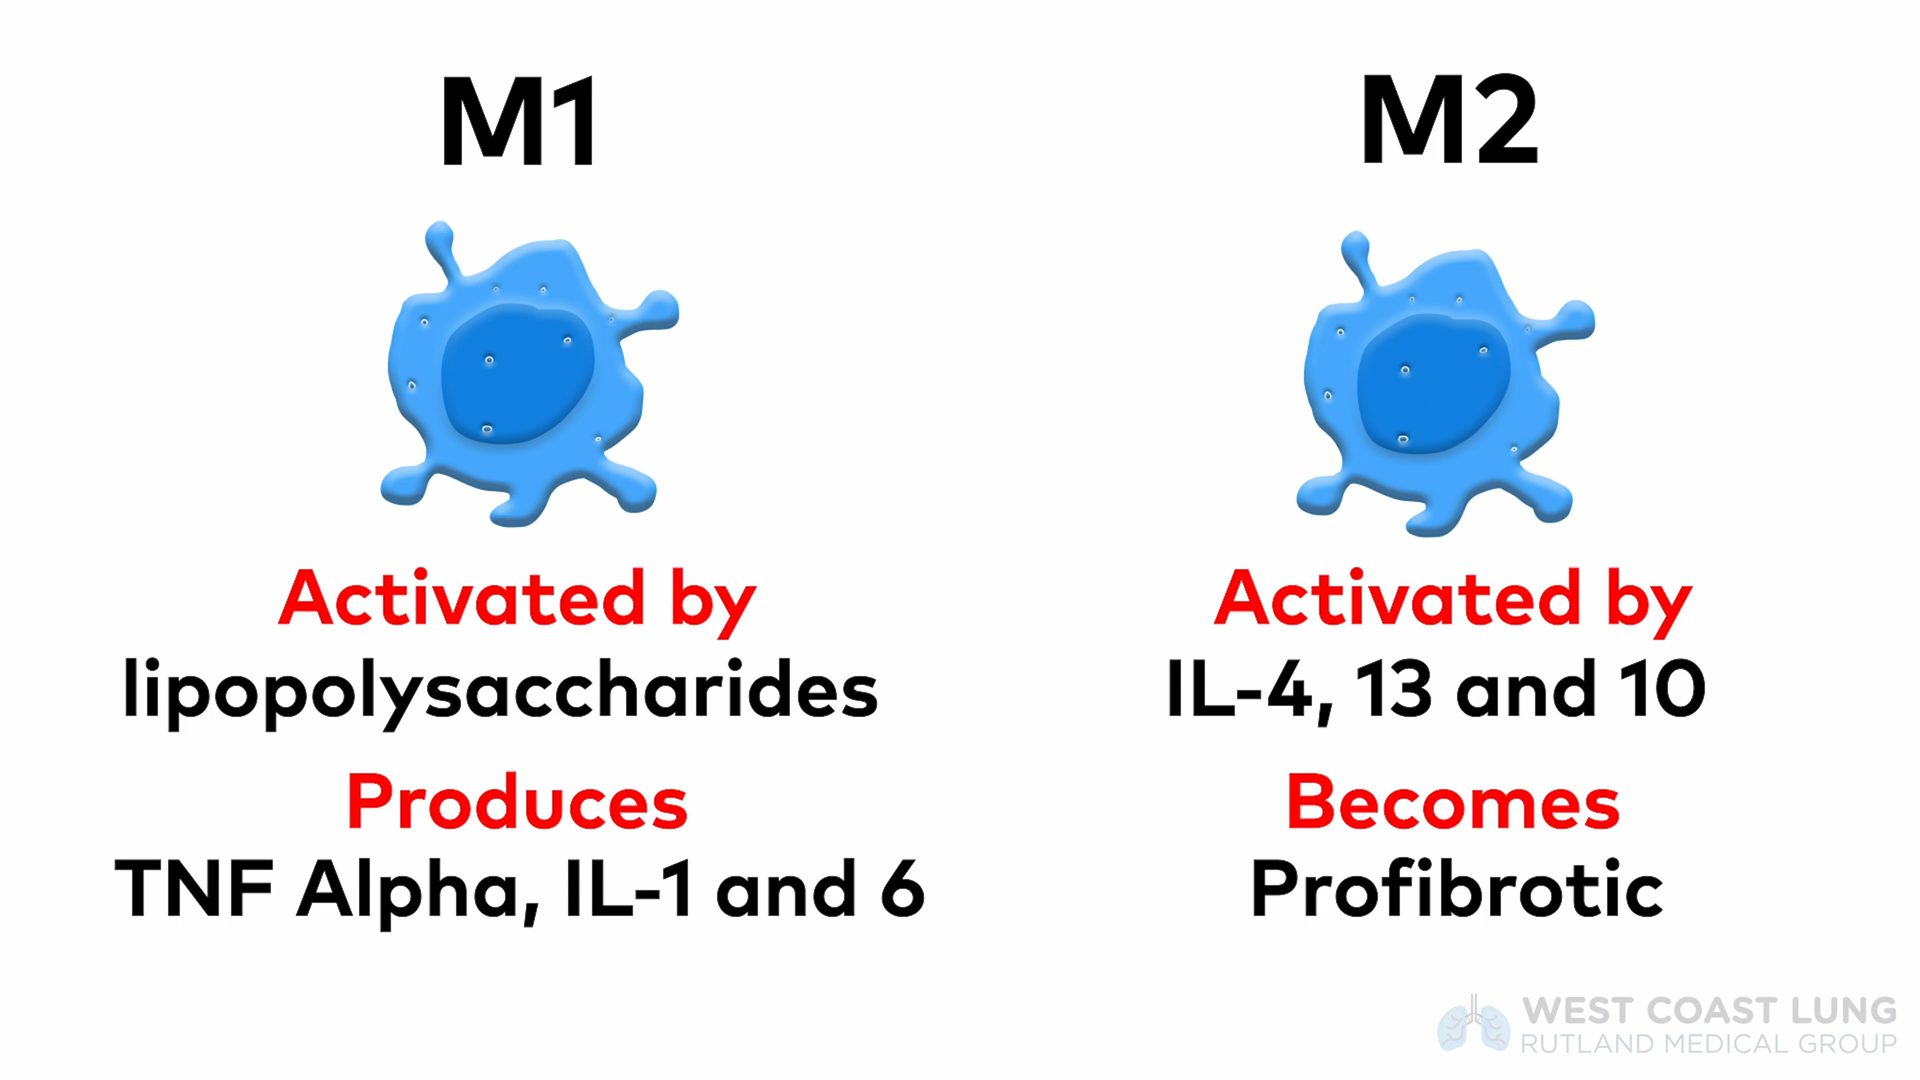 M1
Activated by
lipopolysaccharides
Produces
TNF Alpha, IL-1 and 6
M2
Activated by
IL-4, 13 and 10
Becomes
Profibrotic
WEST COAST LUNG
RUTLAND MEDICAL GROUP